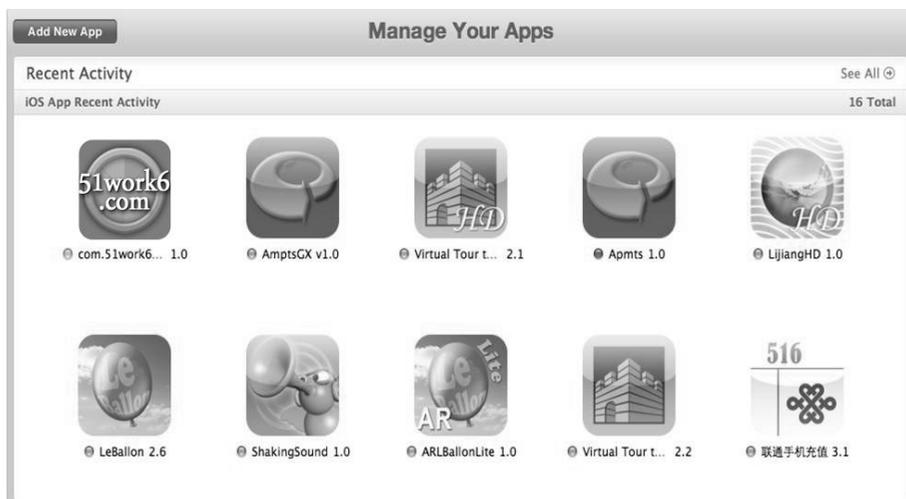 Add New App
Manage Your Apps
Recent Activity
See All
iOS App Recent Activity
16 Total
51work6
.com
HD
HD
com.51work6... 1.0
AmptsGX v1.0
Virtual Tour t... 2.1
Apmts 1.0
LijiangHD 1.0
Le
Ballon
Lite
Le
AR
516
LeBallon 2.6
ShakingSound 1.0
ARLBallonLite 1.0
Virtual Tour t... 2.2
联通手机充值 3.1